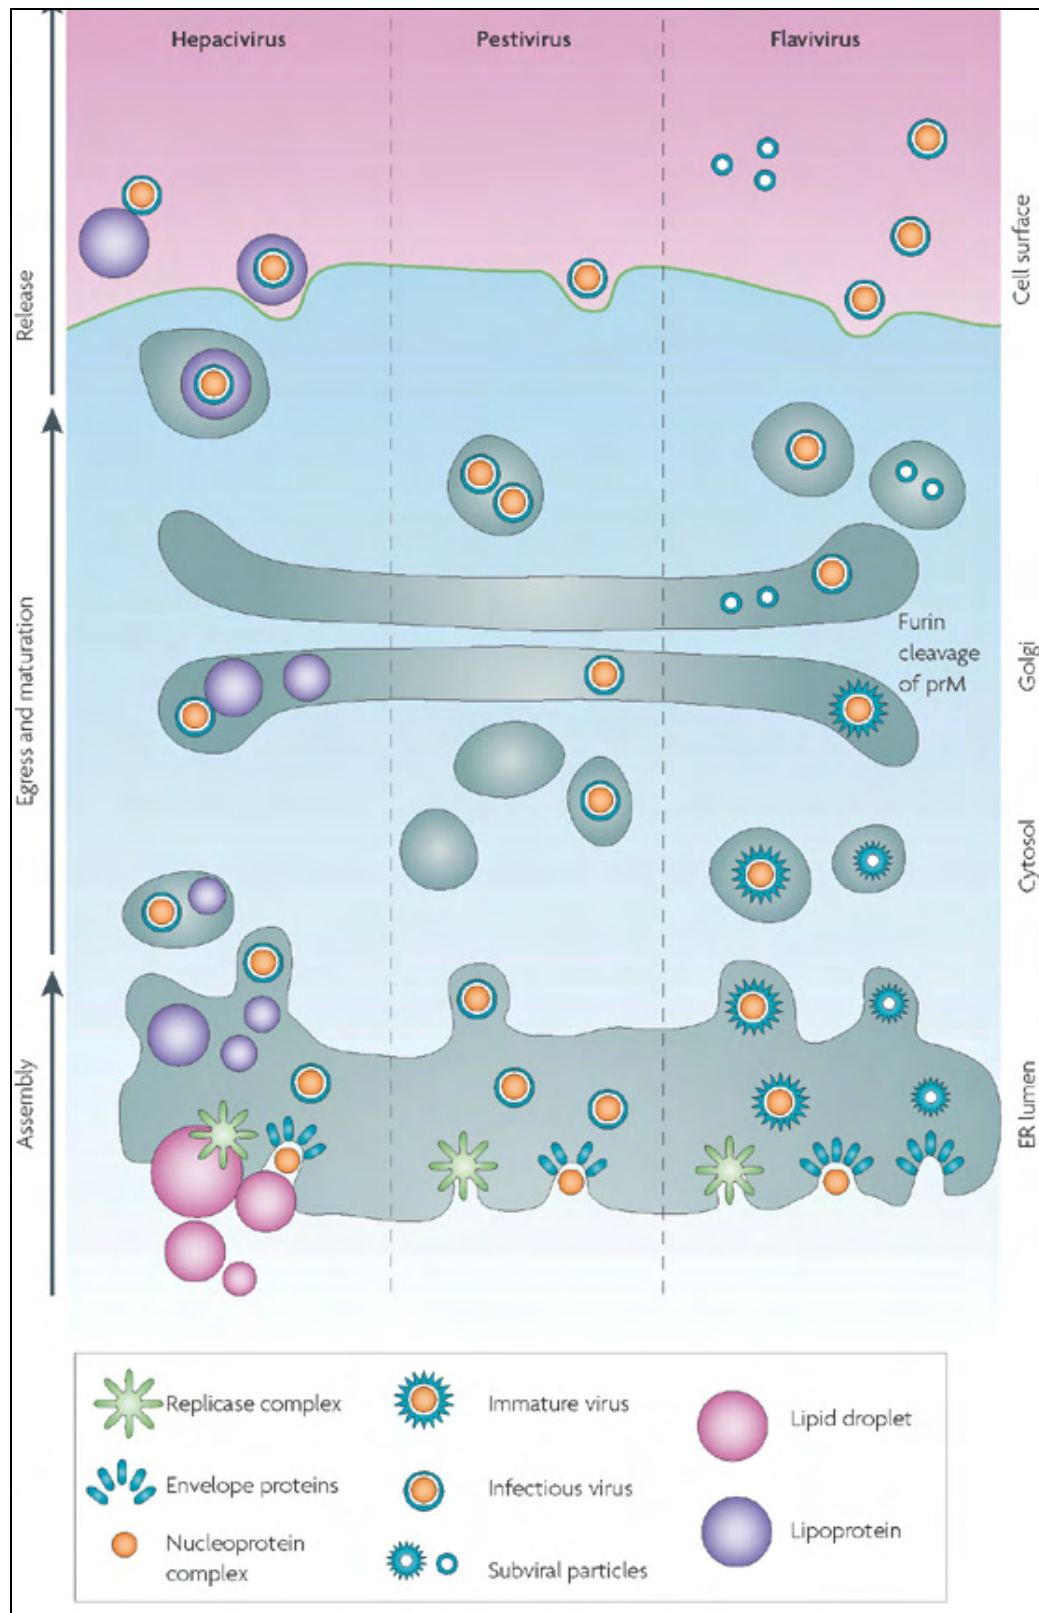 Hepacivirus
Pestivirus
Flavivirus
Cell surface
Release
Furin
cleavage
of prM
Golgi
Egress and maturation
Cytosol
Assembly
ER lumen
Replicase complex
Immature virus
Lipid droplet
Envelope proteins
Infectious virus
Lipoprotein
Nucleoprotein
complex
Subviral particles